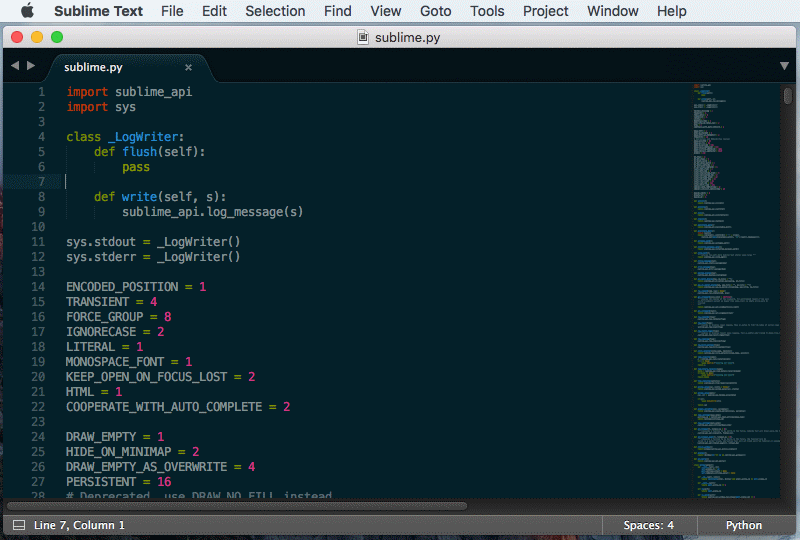 Sublime Text File Edit Selection Find View Goto Tools Project Window Help
sublime.py
sublime.py ×
1 import sublime_api
2 import sys
3
4 class _LogWriter:
5     def flush(self):
6         pass
7
8     def write(self, s):
9         sublime_api.log_message(s)
10
11 sys.stdout = _LogWriter()
12 sys.stderr = _LogWriter()
13
14 ENCODED_POSITION = 1
15 TRANSIENT = 4
16 FORCE_GROUP = 8
17 IGNORECASE = 2
18 LITERAL = 1
19 MONOSPACE_FONT = 1
20 KEEP_OPEN_ON_FOCUS_LOST = 2
21 HTML = 1
22 COOPERATE_WITH_AUTO_COMPLETE = 2
23
24 DRAW_EMPTY = 1
25 HIDE_ON_MINIMAP = 2
26 DRAW_EMPTY_AS_OVERWRITE = 4
27 PERSISTENT = 16
28 # Deprecated, use DRAW_NO_FILL instead
Line 7, Column 1 Spaces: 4 Python